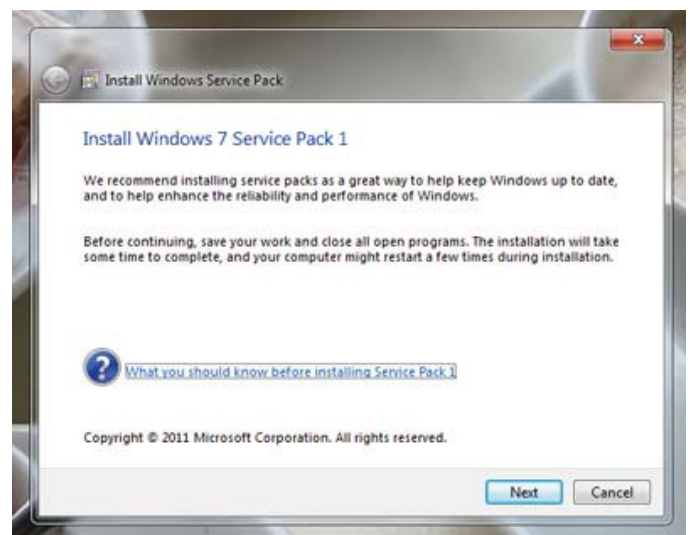 Install Windows Service Pack
Install Windows 7 Service Pack 1
We recommend installing service packs as a great way to help keep Windows up to date,
and to help enhance the reliability and performance of Windows.
Before continuing, save your work and close all open programs. The installation will take
some time to complete, and your computer might restart a few times during installation.
What you should know before installing Service Pack 1
Copyright © 2011 Microsoft Corporation. All rights reserved.
Next Cancel